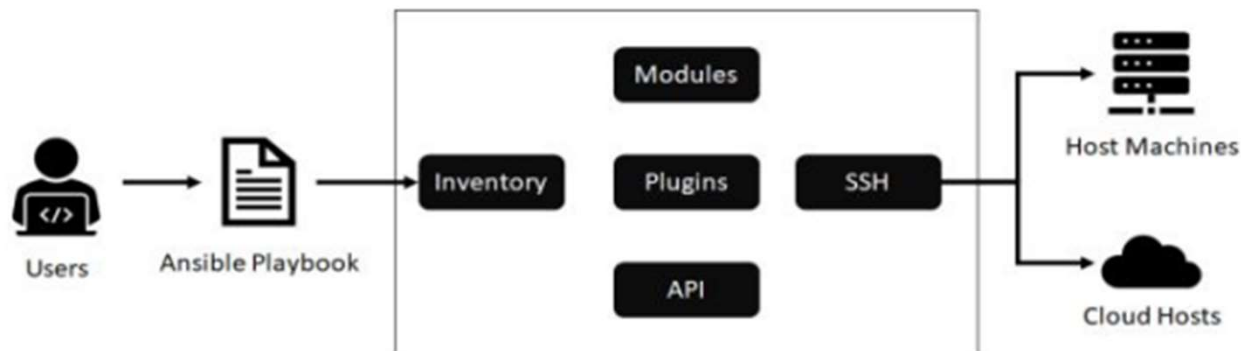 Users
Ansible Playbook
Inventory
Modules
Plugins
API
SSH
Host Machines
Cloud Hosts